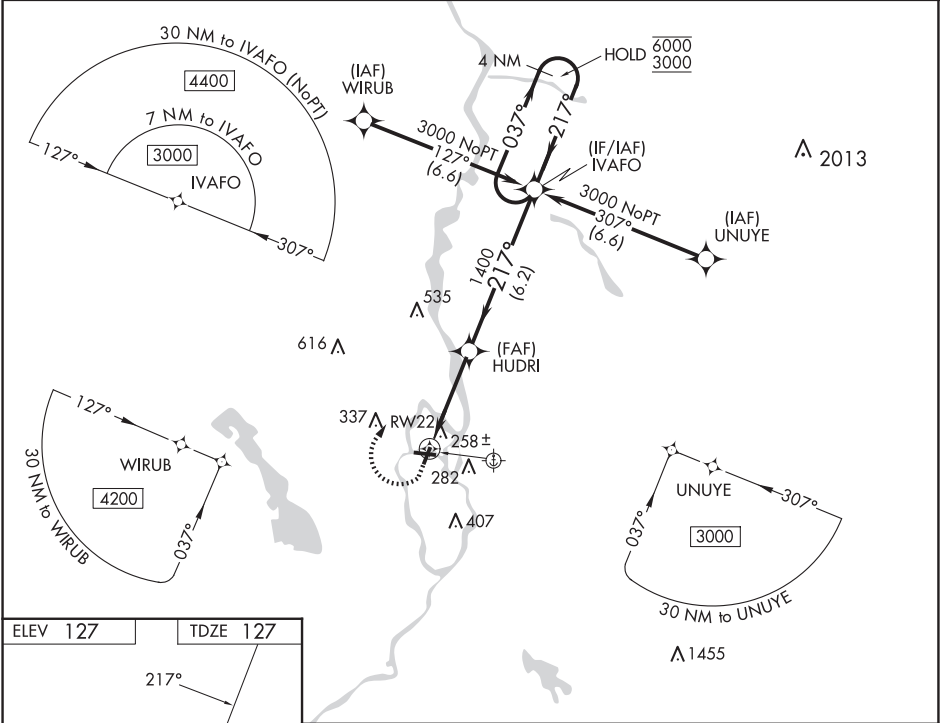 30 NM to IVAFO (NoPT)
4400
7 NM to IVAFO
3000
IVAFO
127°
307°
(IAF)
WIRUB
3000 NoPT
127°
(6.6)
4 NM
HOLD 6000
3000
037°
217°
(IF/IAF)
IVAFO
2013
3000 NoPT
307°
(6.6)
(IAF)
UNUYE
1400
217°
(6.2)
535
616
(FAF)
HUDRI
337
RW22
258 ±
282
407
127°
WIRUB
4200
30 NM to WIRUB
037°
UNUYE
307°
3000
037°
30 NM to UNUYE
1455
ELEV 127
TDZE 127
217°